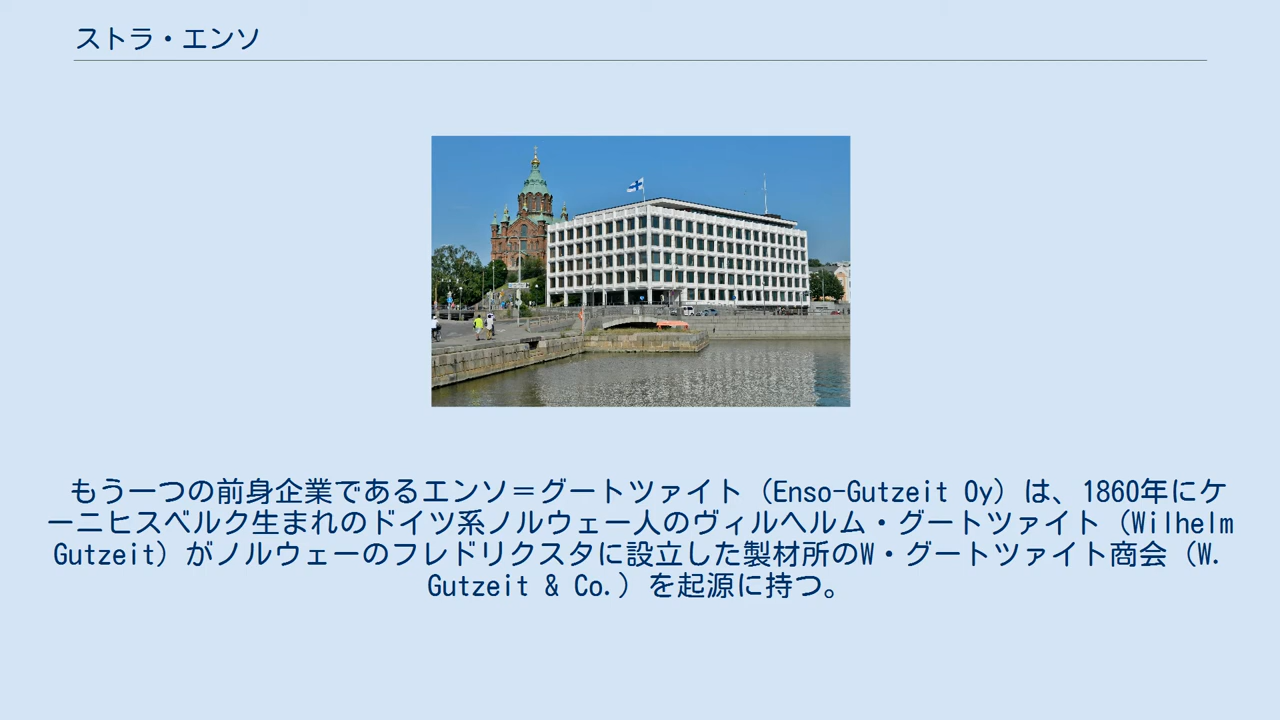 ストラ・エンソ
もう一つの前身企業であるエンソ＝グートツァイト（Enso-Gutzeit Oy）は、1860年にケ
ーニヒスベルク生まれのドイツ系ノルウェー人のヴィルヘルム・グートツァイト（Wilhelm
Gutzeit）がノルウェーのフレドリクスタに設立した製材所のW・グートツァイト商会（W.
Gutzeit & Co.）を起源に持つ。